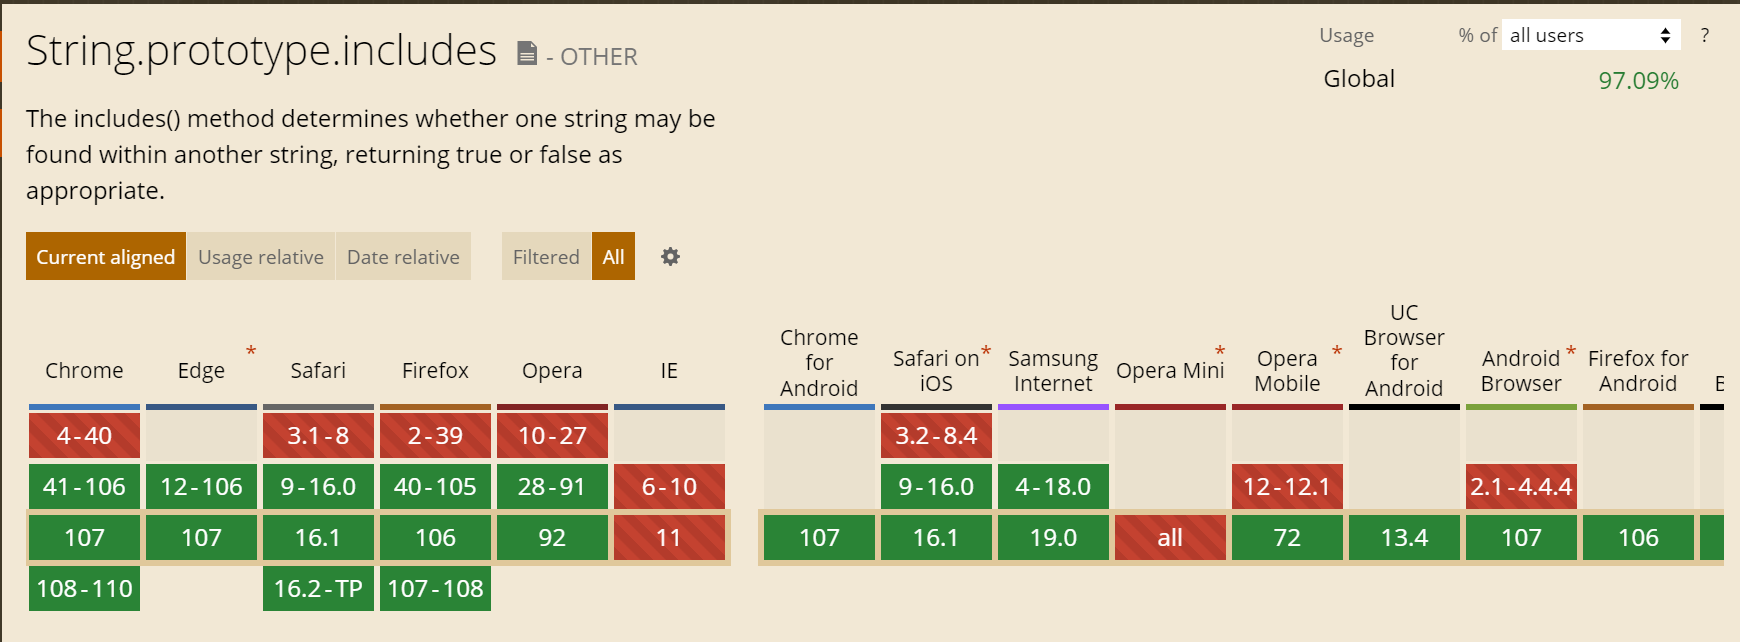 String.prototype.includes - OTHER
Usage % of all users ?
Global 97.09%
The includes() method determines whether one string may be
found within another string, returning true or false as
appropriate.
Current aligned Usage relative Date relative Filtered All
Chrome Edge * Safari Firefox Opera IE
Chrome for Android
Safari on iOS *
Samsung Internet
Opera Mini *
Opera Mobile *
UC Browser for Android
Android Browser *
Firefox for Android
4-40 3.1-8 2-39 10-27 3.2-8.4
41-106 12-106 9-16.0 40-105 28-91 6-10 9-16.0 4-18.0 12-12.1 2.1-4.4.4
107 107 16.1 106 92 11 107 16.1 19.0 all 72 13.4 107 106
108-110 16.2-TP 107-108